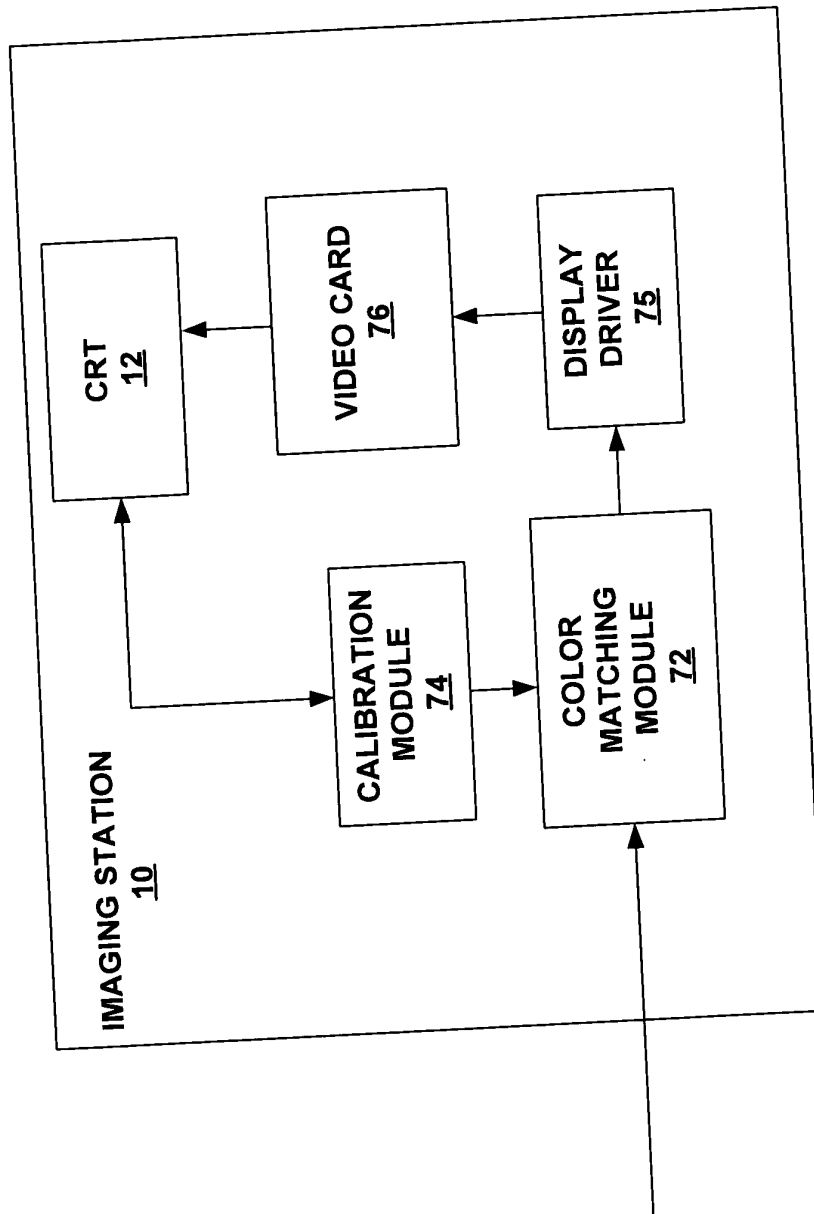 IMAGING STATION
10
CRT
12
CALIBRATION
MODULE
74
VIDEO CARD
76
COLOR
MATCHING
MODULE
72
DISPLAY
DRIVER
75